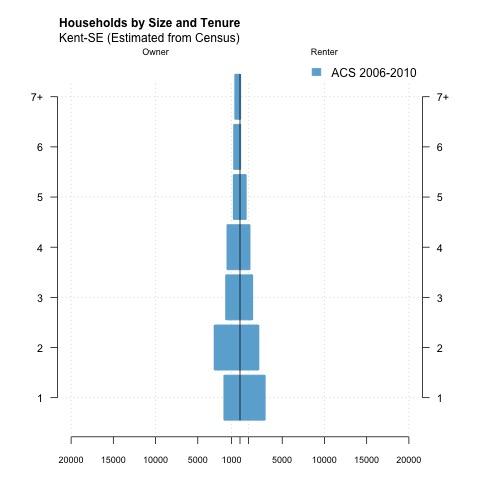 Households by Size and Tenure
Kent-SE (Estimated from Census)
Owner Renter
ACS 2006-2010
7+ 7+
6 6
5 5
4 4
3 3
2 2
1 1
20000 15000 10000 5000 1000 5000 10000 15000 20000